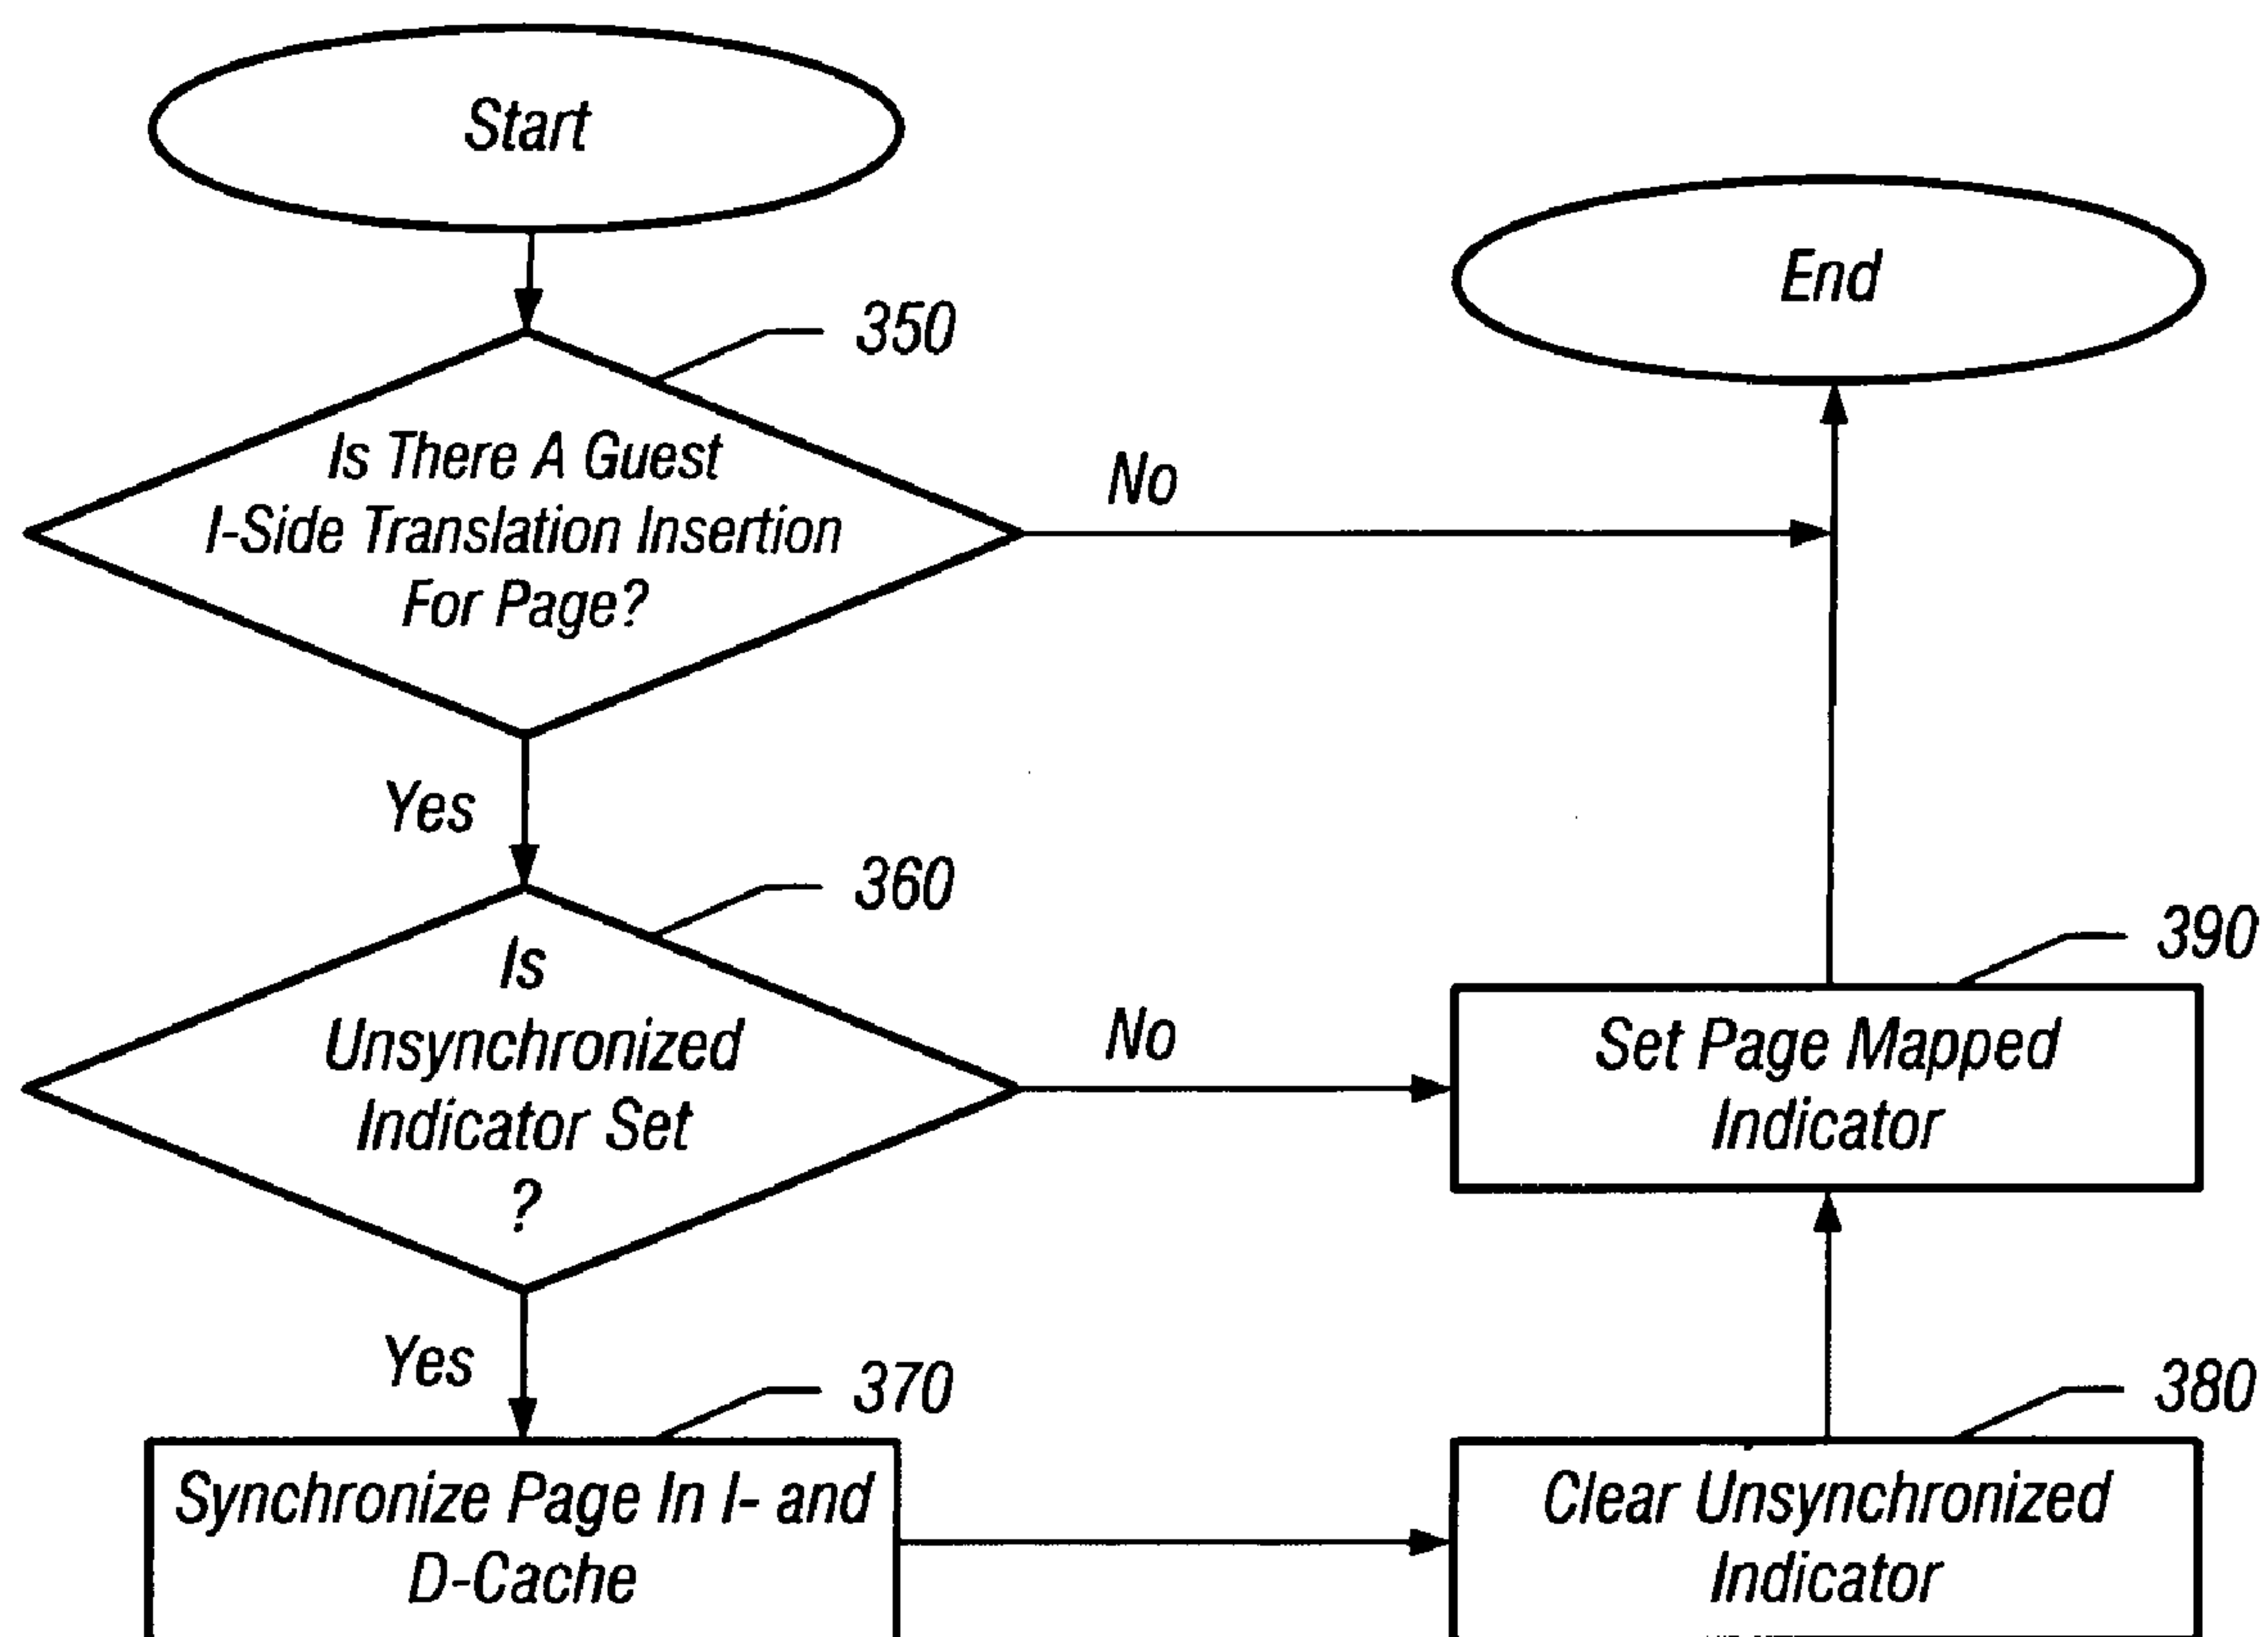 Start
End
350
Is There A Guest
I-Side Translation Insertion
For Page?
No
Yes
360
Is
Unsynchronized
Indicator Set
?
No
390
Set Page Mapped
Indicator
Yes
370
Synchronize Page In I- and
D-Cache
380
Clear Unsynchronized
Indicator